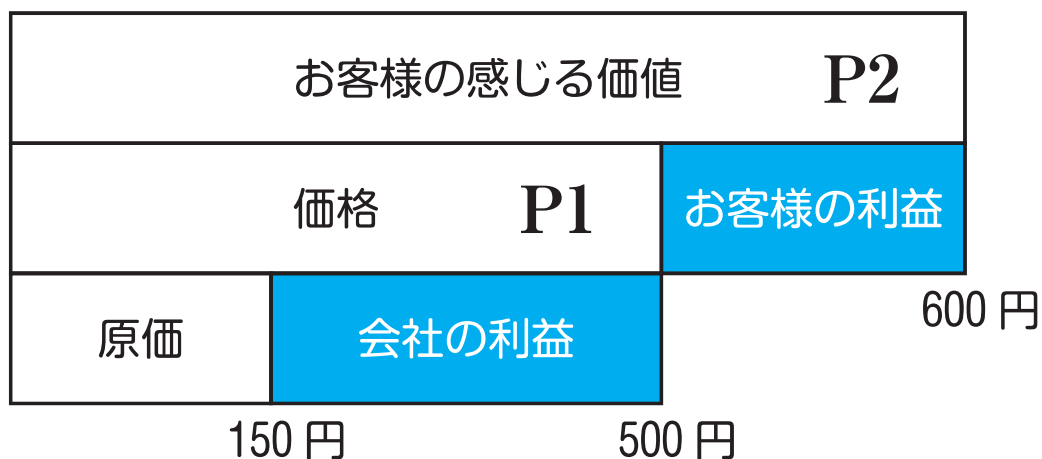 お客様の感じる価値 P2
価格 P1 お客様の利益
600 円
原価 会社の利益
150 円 500 円